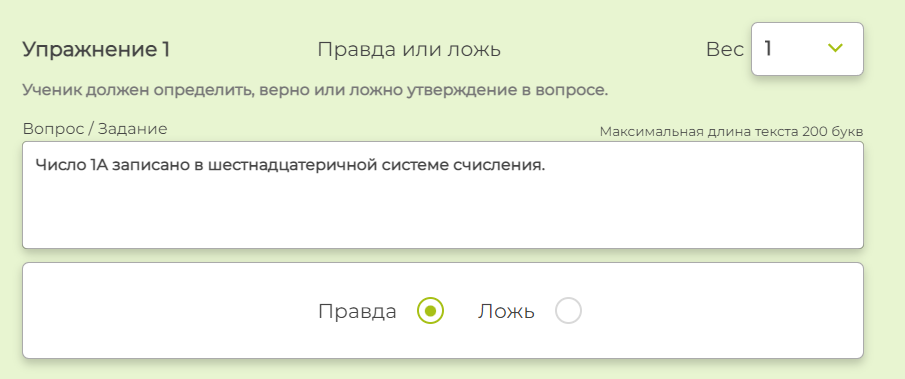 Упражнение 1 Правда или ложь Вес 1
Ученик должен определить, верно или ложно утверждение в вопросе.
Вопрос / Задание Максимальная длина текста 200 букв
Число 1А записано в шестнадцатеричной системе счисления.
Правда Ложь